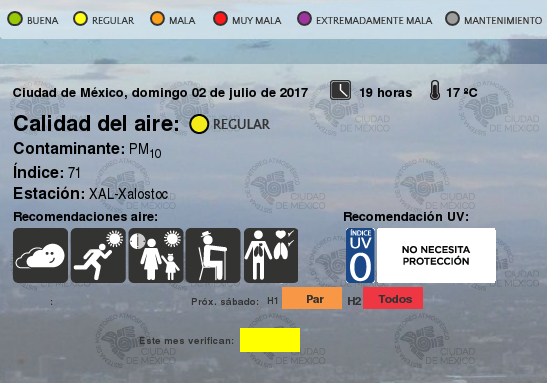 BUENA REGULAR MALA MUY MALA EXTREMADAMENTE MALA MANTENIMIENTO
Ciudad de México, domingo 02 de julio de 2017 19 horas 17 ºC
Calidad del aire: REGULAR
Contaminante: PM10
Índice: 71
Estación: XAL-Xalostoc
Recomendaciones aire: Recomendación UV:
ÍNDICE
UV
0
NO NECESITA
PROTECCIÓN
: Próx. sábado: H1 Par H2 Todos
Este mes verifican:
CIUDAD
DE MÉXICO